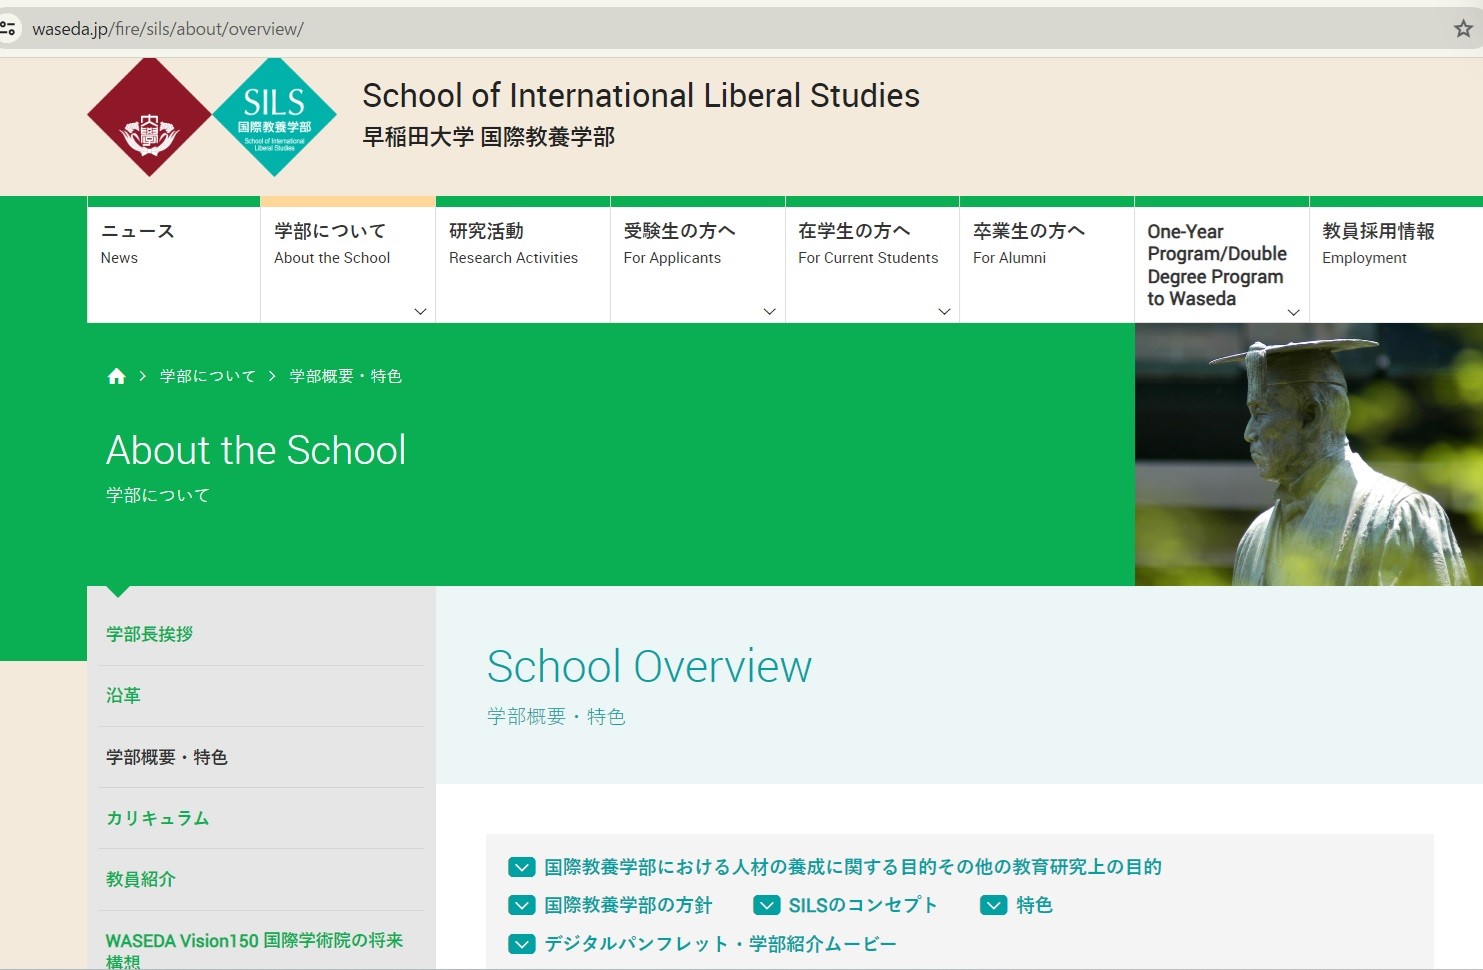 waseda.jp/fire/sils/about/overview/
大學
SILS
国際教養学部
School of International
Liberal Studies
School of International Liberal Studies
早稲田大学 国際教養学部
ニュース
News
学部について
About the School
研究活動
Research Activities
受験生の方へ
For Applicants
在学生の方へ
For Current Students
卒業生の方へ
For Alumni
One-Year
Program/Double
Degree Program
to Waseda
教員採用情報
Employment
学部について > 学部概要・特色
About the School
学部について
学部長挨拶
沿革
学部概要・特色
カリキュラム
教員紹介
WASEDA Vision150 国際学術院の将来
構想
School Overview
学部概要・特色
国際教養学部における人材の養成に関する目的その他の教育研究上の目的
国際教養学部の方針 SILSのコンセプト 特色
デジタルパンフレット・学部紹介ムービー